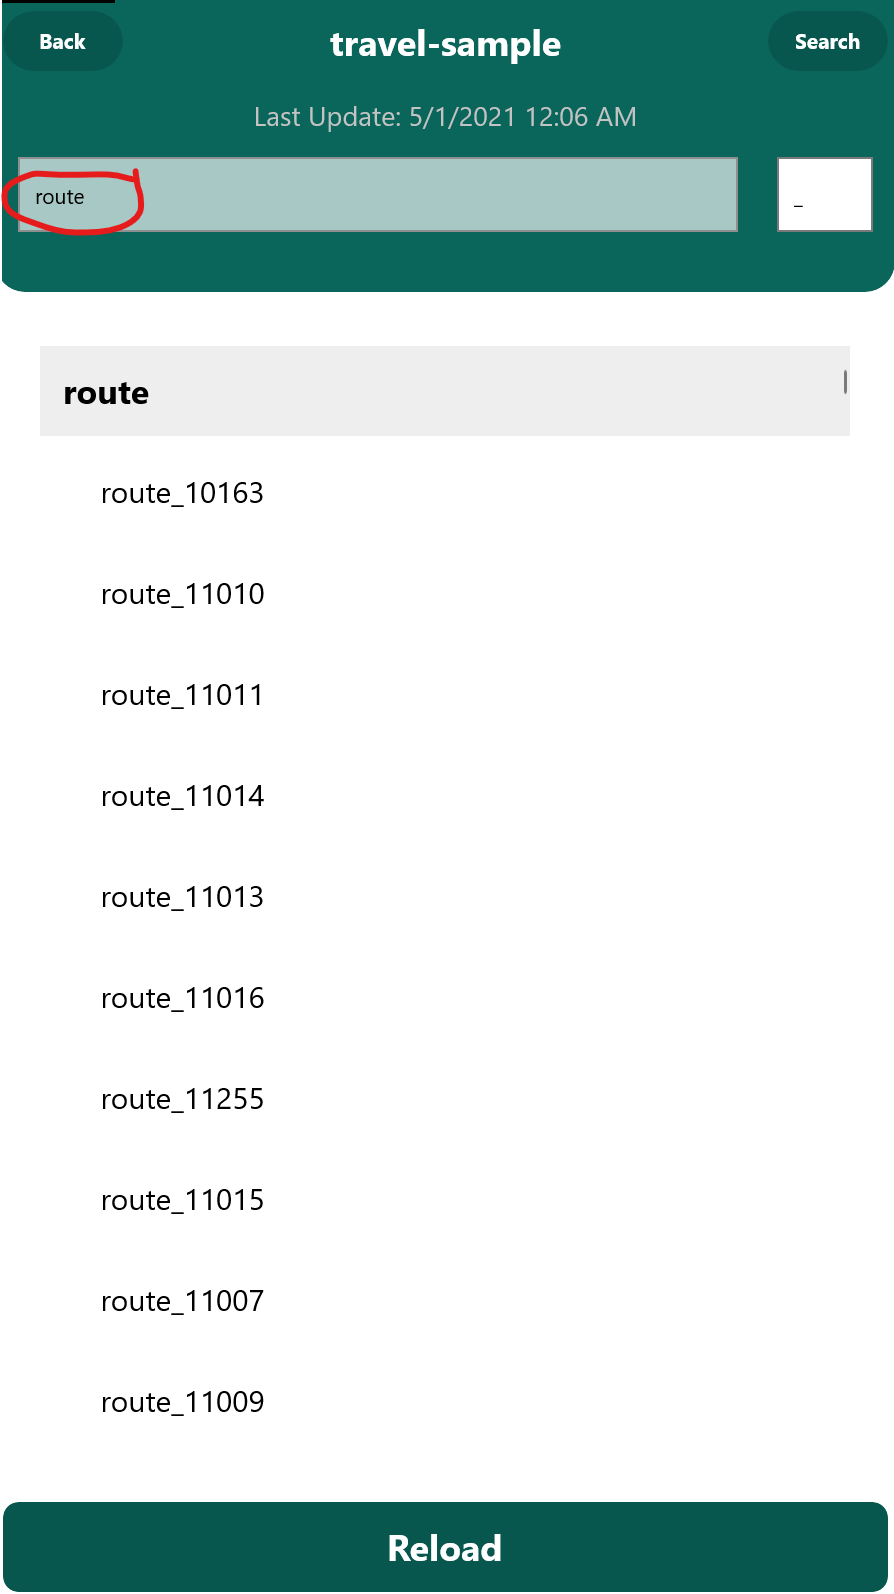 Back travel-sample Search
Last Update: 5/1/2021 12:06 AM
route _
route
route_10163
route_11010
route_11011
route_11014
route_11013
route_11016
route_11255
route_11015
route_11007
route_11009
Reload